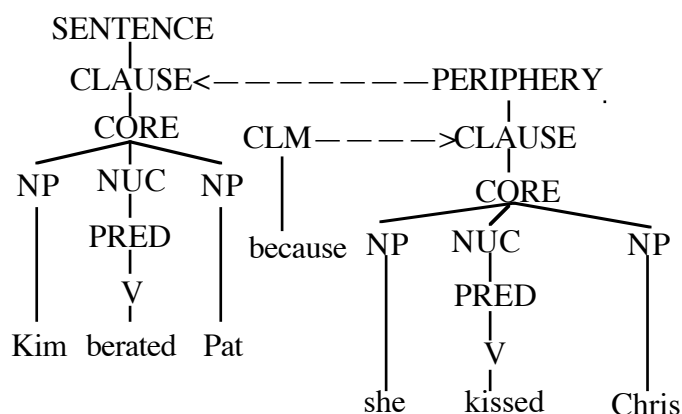 SENTENCE
CLAUSE<— — — — — — —PERIPHERY
CORE CLM— — — —>CLAUSE
NP NUC NP CORE
PRED because NP NUC NP
V PRED
Kim berated Pat V
she kissed Chris